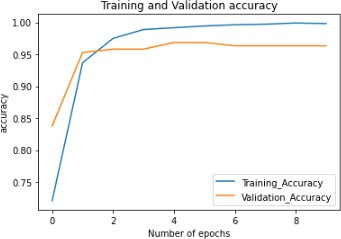 Training and Validation accuracy
1.00
0.95
0.90
0.85
0.80
0.75
accuracy
0 2 4 6 8
Number of epochs
Training_Accuracy
Validation_Accuracy